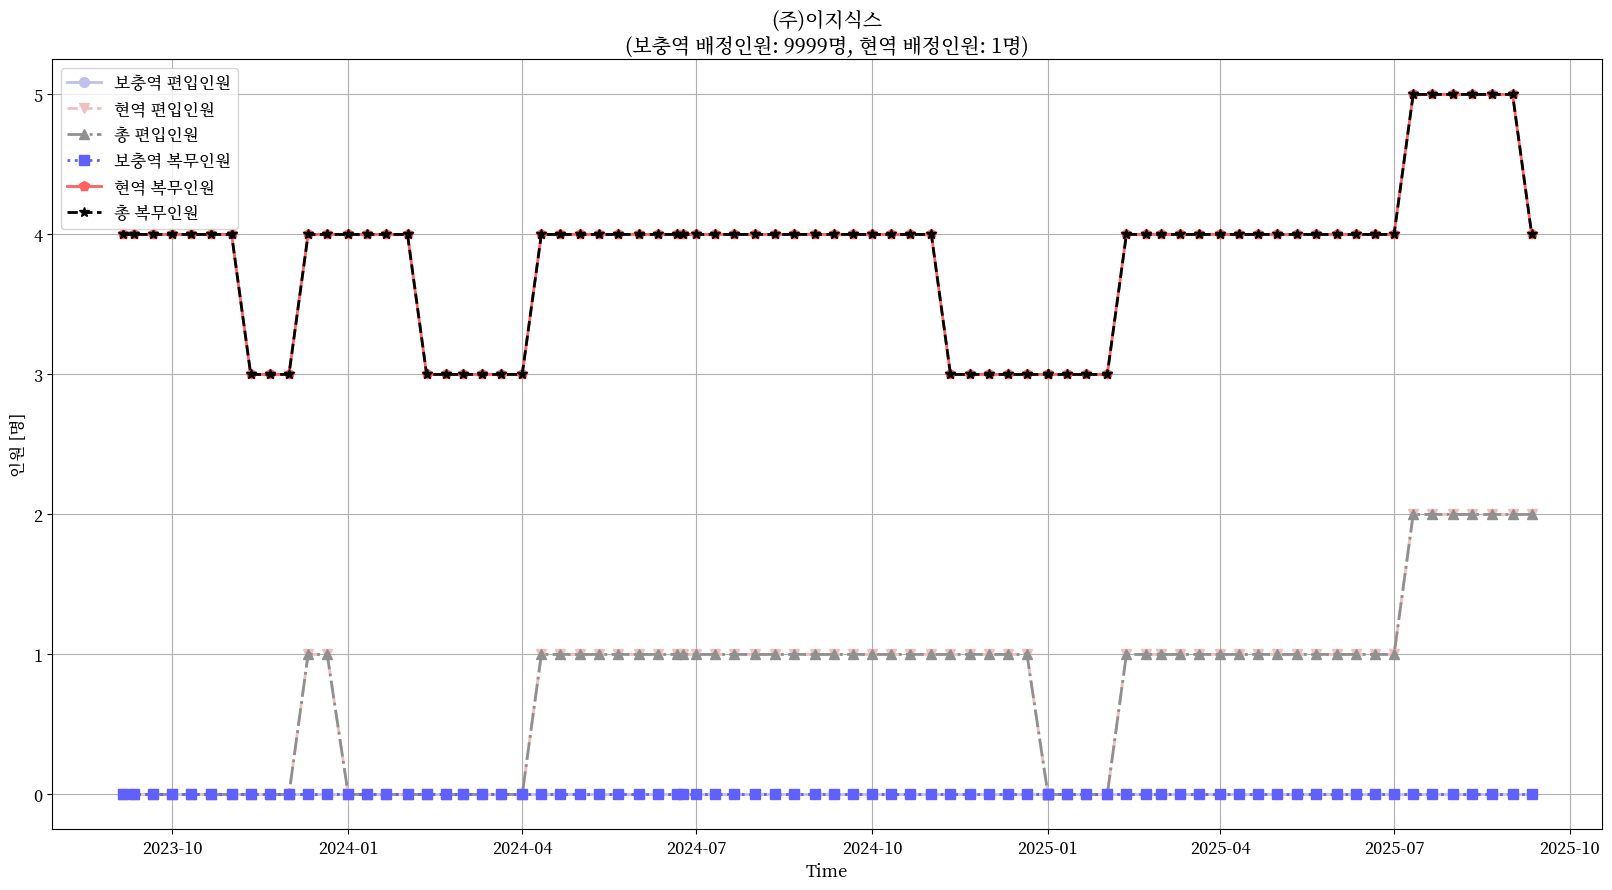 (주)이지식스
(보충역 배정인원: 9999명, 현역 배정인원: 1명)
보충역 편입인원
현역 편입인원
총 편입인원
보충역 복무인원
현역 복무인원
총 복무인원
인원 [명]
5
4
3
2
1
0
2023-10
2024-01
2024-04
2024-07
2024-10
2025-01
2025-04
2025-07
2025-10
Time